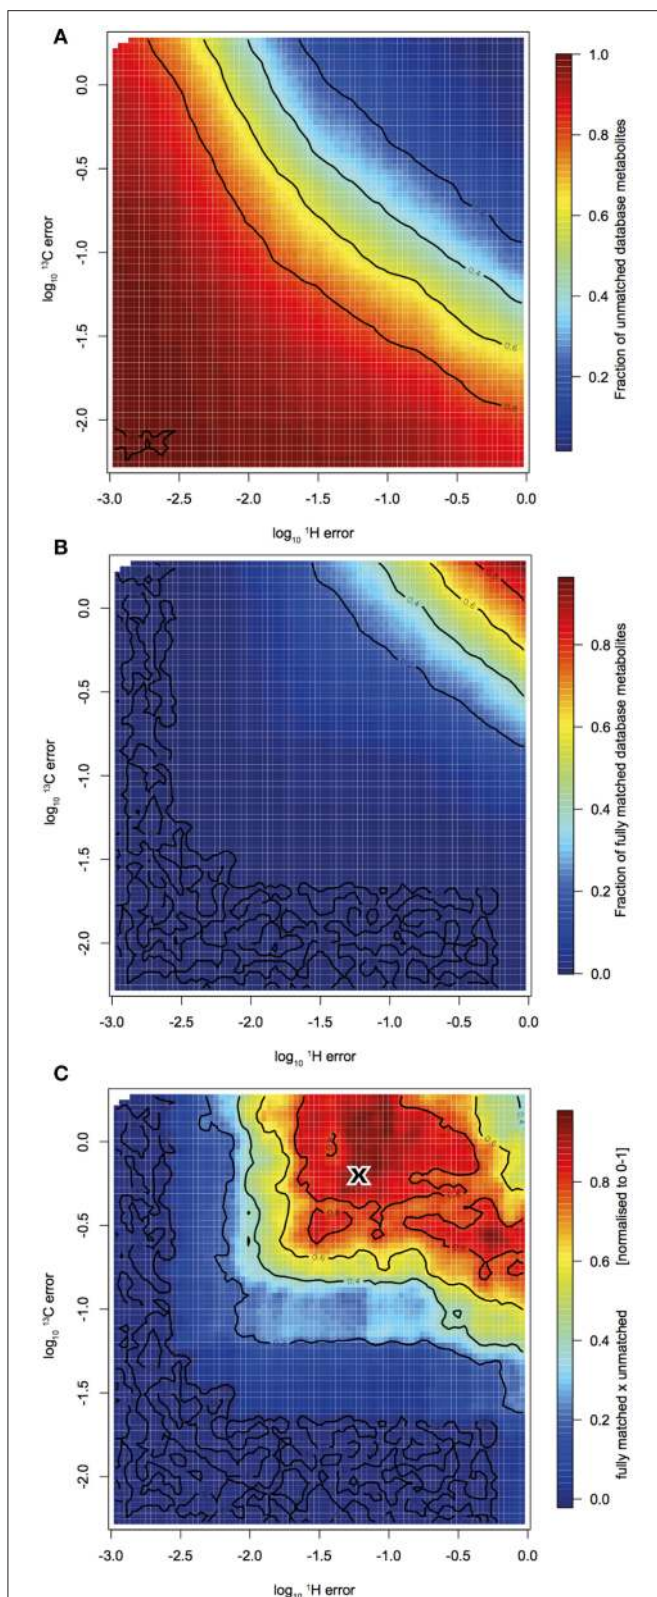 A
0.0
-0.5
-1.0
-1.5
-2.0
log₁₀ ¹³C error
-3.0 -2.5 -2.0 -1.5 -1.0 -0.5 0.0
log₁₀ ¹H error
0.4
0.6
0.8
1.0
0.8
0.6
0.4
0.2
Fraction of unmatched database metabolites
B
0.0
-0.5
-1.0
-1.5
-2.0
log₁₀ ¹³C error
-3.0 -2.5 -2.0 -1.5 -1.0 -0.5 0.0
log₁₀ ¹H error
0.6
0.4
0.8
0.6
0.4
0.2
0.0
Fraction of fully matched database metabolites
C
0.0
-0.5
-1.0
-1.5
-2.0
log₁₀ ¹³C error
-3.0 -2.5 -2.0 -1.5 -1.0 -0.5 0.0
log₁₀ ¹H error
X
0.6
0.4
0.8
0.6
0.4
0.2
0.0
fully matched x unmatched [normalised to 0-1]